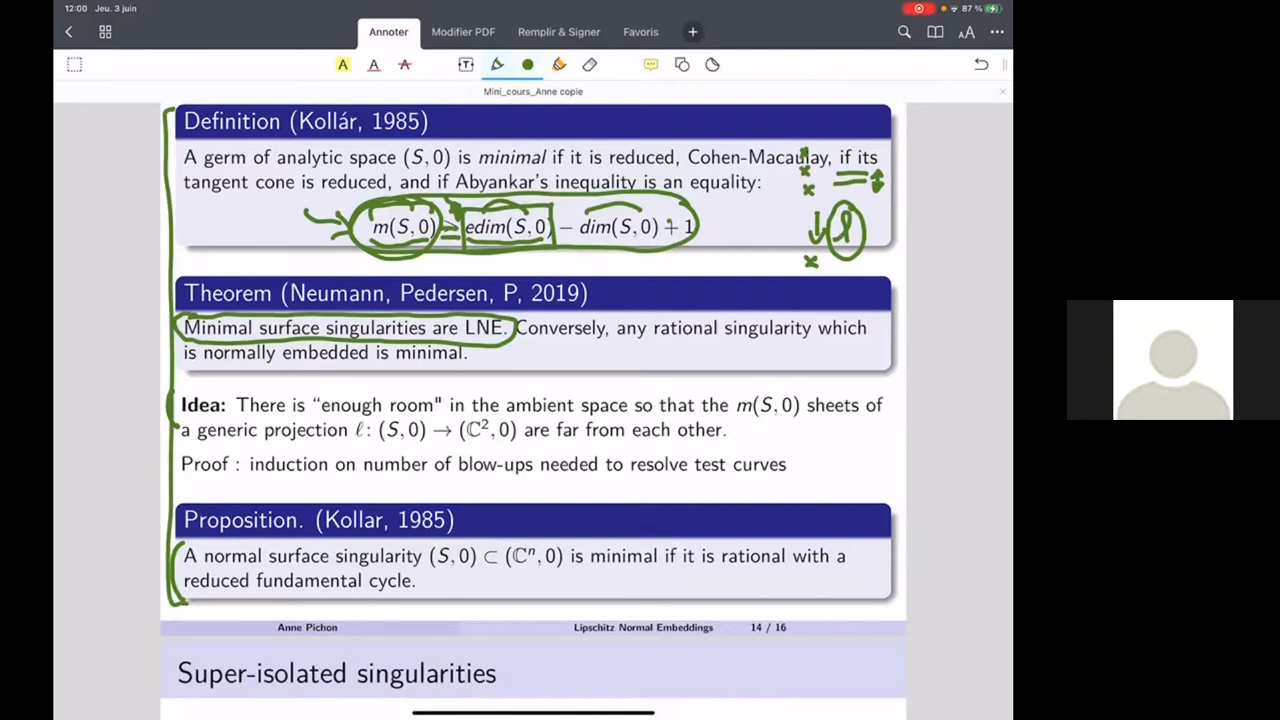 12:00 Jeu. 3 juin
87 %
Annoter Modifier PDF Remplir & Signer Favoris
Mini_cours_Anne copie
Definition (Kollár, 1985)
A germ of analytic space (S, 0) is minimal if it is reduced, Cohen-Macaulay, if its
tangent cone is reduced, and if Abyankar's inequality is an equality:
m(S, 0) ≥ edim(S, 0) − dim(S, 0) + 1
ℓ
Theorem (Neumann, Pedersen, P, 2019)
Minimal surface singularities are LNE. Conversely, any rational singularity which
is normally embedded is minimal.
Idea: There is “enough room" in the ambient space so that the m(S, 0) sheets of
a generic projection ℓ: (S, 0) → (ℂ², 0) are far from each other.
Proof : induction on number of blow-ups needed to resolve test curves
Proposition. (Kollar, 1985)
A normal surface singularity (S, 0) ⊂ (ℂⁿ, 0) is minimal if it is rational with a
reduced fundamental cycle.
Anne Pichon Lipschitz Normal Embeddings 14 / 16
Super-isolated singularities